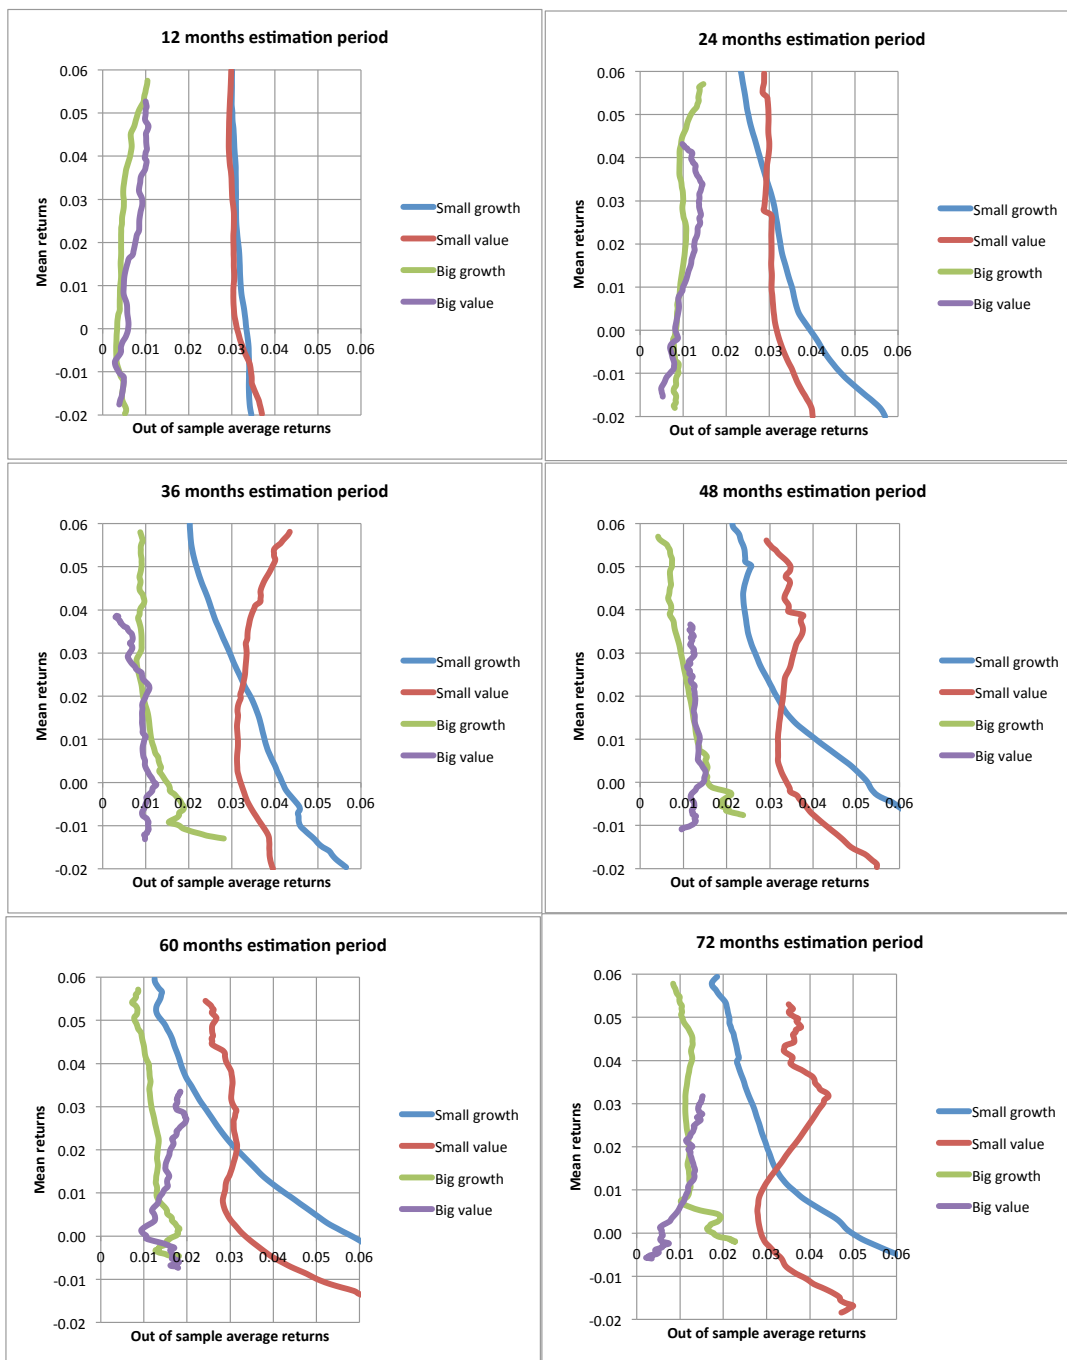 12 months estimation period
0.06
0.05
0.04
0.03
0.02
0.01
0
-0.01
-0.02
0 0.01 0.02 0.03 0.04 0.05 0.06
Mean returns
Out of sample average returns
Small growth
Small value
Big growth
Big value
24 months estimation period
0.06
0.05
0.04
0.03
0.02
0.01
0.00
-0.01
-0.02
0 0.01 0.02 0.03 0.04 0.05 0.06
Mean returns
Out of sample average returns
Small growth
Small value
Big growth
Big value
36 months estimation period
0.06
0.05
0.04
0.03
0.02
0.01
0.00
-0.01
-0.02
0 0.01 0.02 0.03 0.04 0.05 0.06
Mean returns
Out of sample average returns
Small growth
Small value
Big growth
Big value
48 months estimation period
0.06
0.05
0.04
0.03
0.02
0.01
0.00
-0.01
-0.02
0 0.01 0.02 0.03 0.04 0.05 0.06
Mean returns
Out of sample average returns
Small growth
Small value
Big growth
Big value
60 months estimation period
0.06
0.05
0.04
0.03
0.02
0.01
0.00
-0.01
-0.02
0 0.01 0.02 0.03 0.04 0.05 0.06
Mean returns
Out of sample average returns
Small growth
Small value
Big growth
Big value
72 months estimation period
0.06
0.05
0.04
0.03
0.02
0.01
0.00
-0.01
-0.02
0 0.01 0.02 0.03 0.04 0.05 0.06
Mean returns
Out of sample average returns
Small growth
Small value
Big growth
Big value